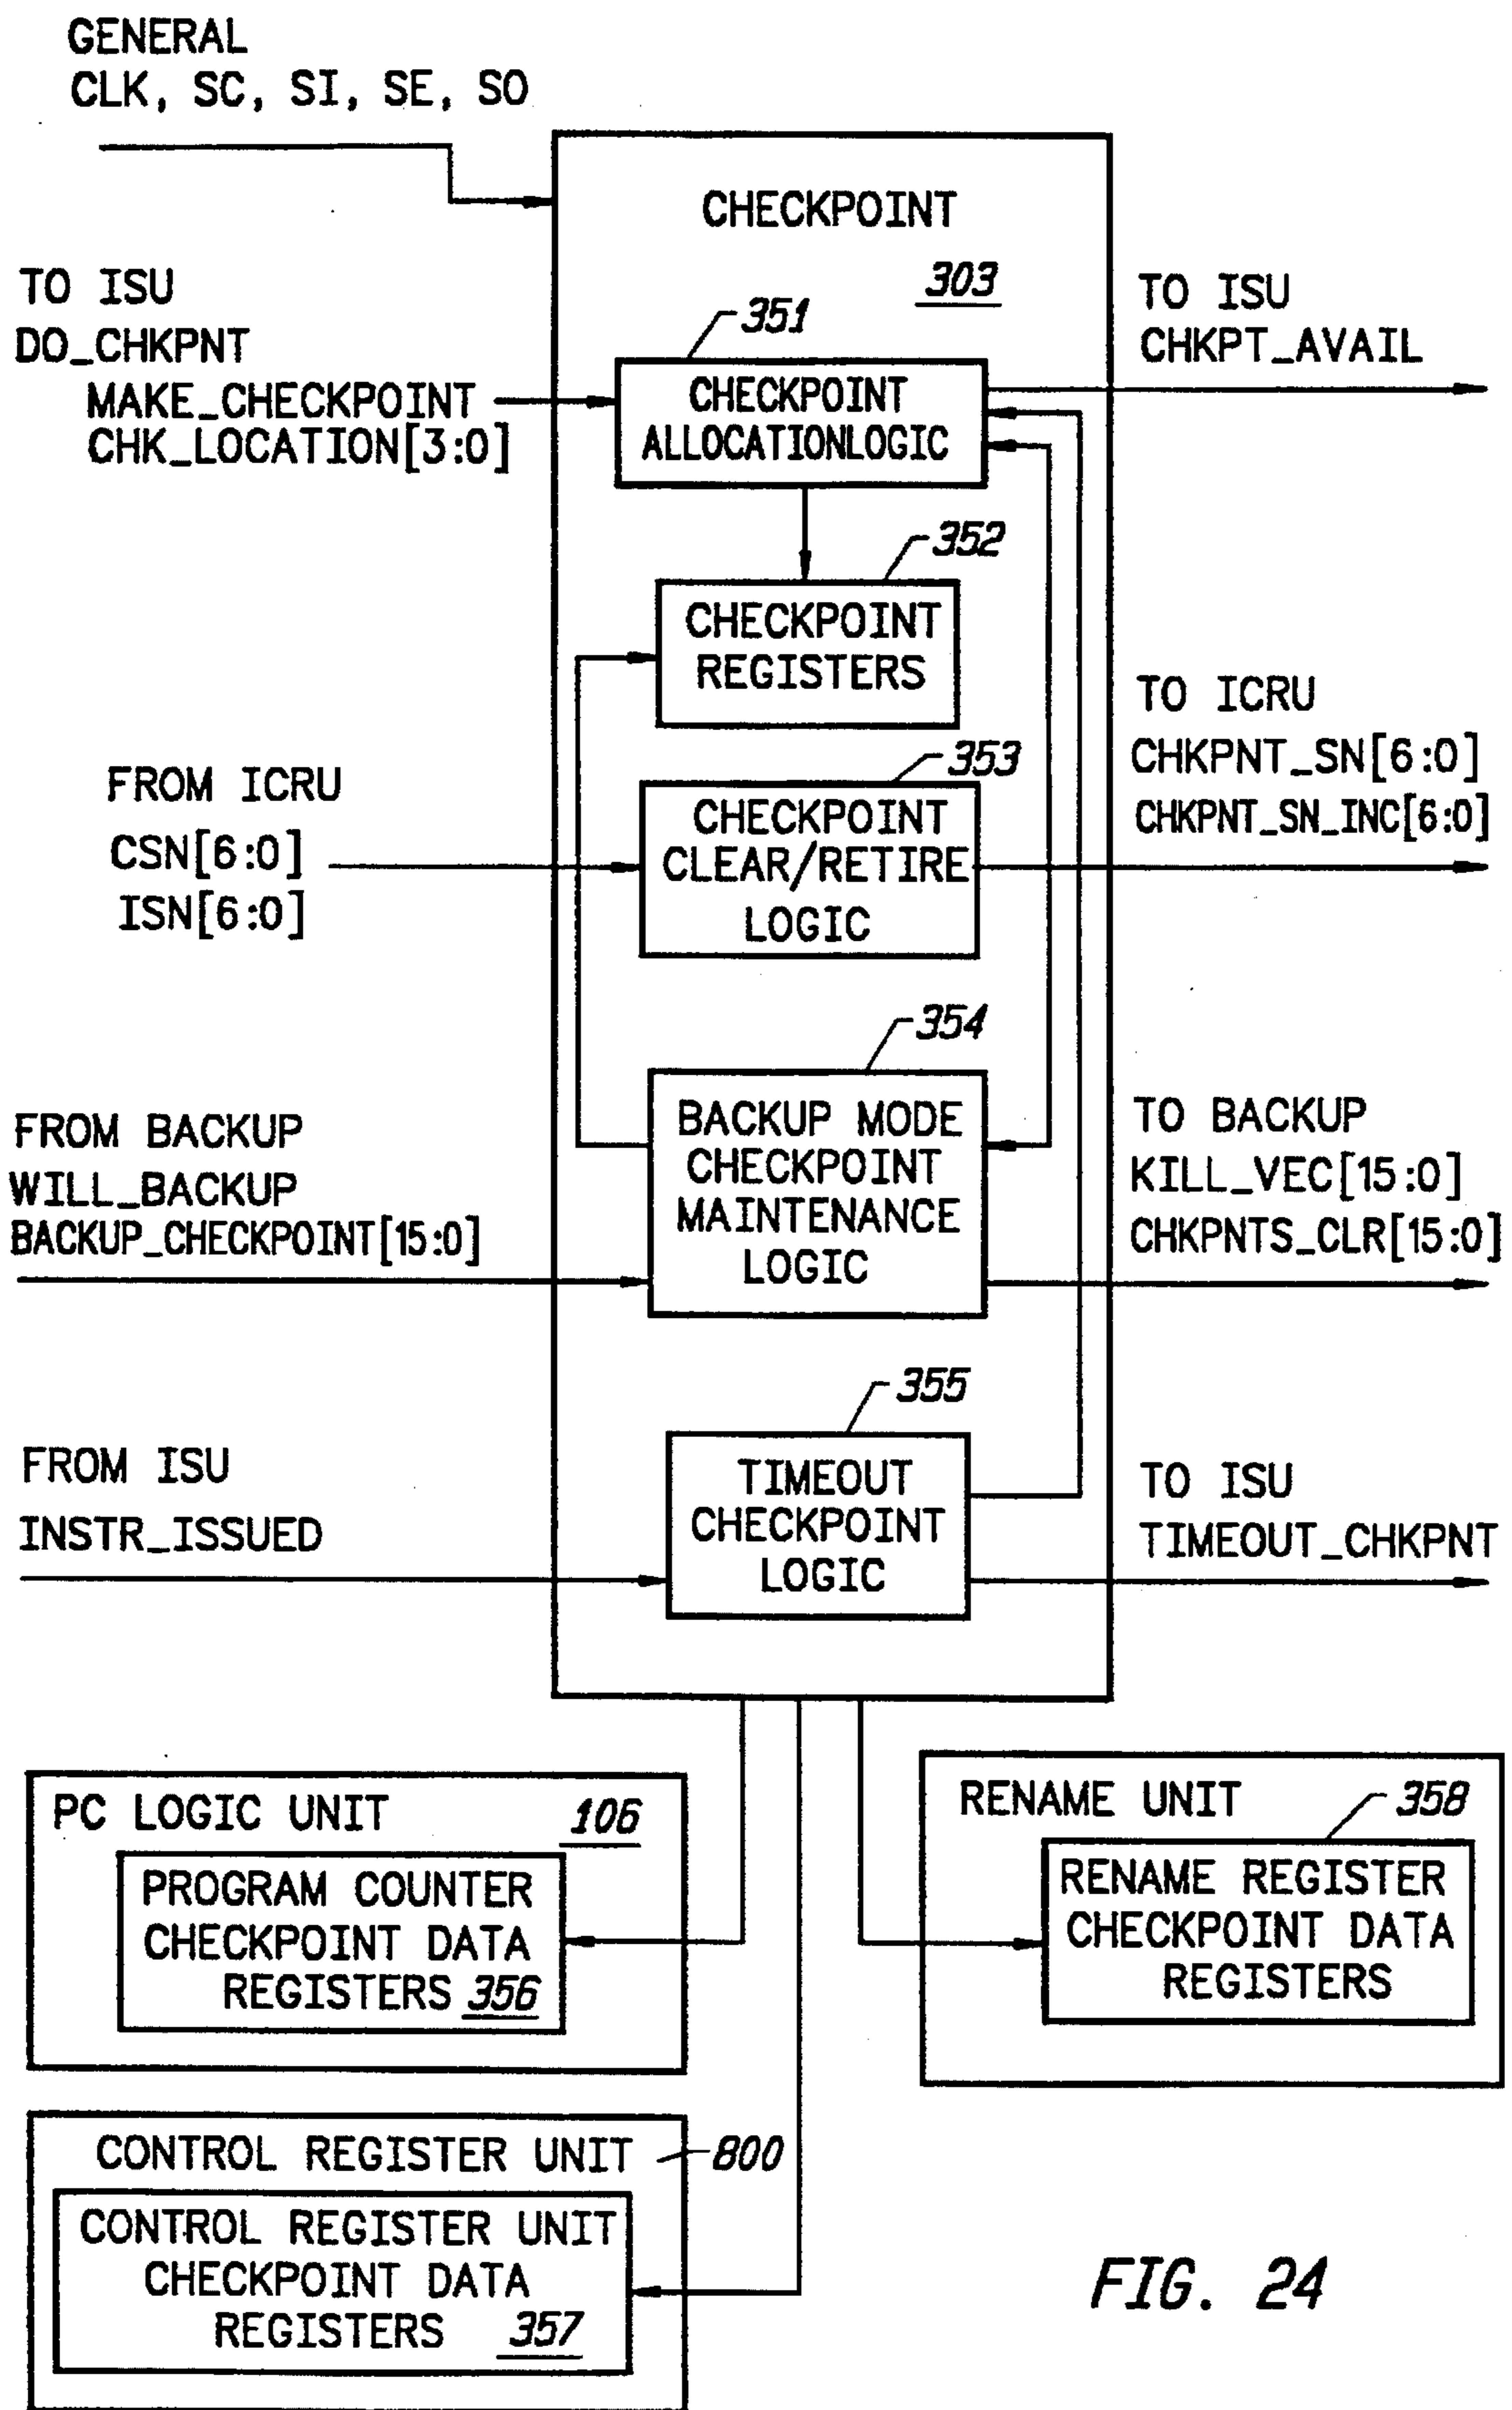 GENERAL
CLK, SC, SI, SE, SO
CHECKPOINT
303
TO ISU
DO_CHKPNT
MAKE_CHECKPOINT
CHK_LOCATION[3:0]
351
CHECKPOINT
ALLOCATIONLOGIC
TO ISU
CHKPT_AVAIL
352
CHECKPOINT
REGISTERS
FROM ICRU
CSN[6:0]
ISN[6:0]
353
CHECKPOINT
CLEAR/RETIRE
LOGIC
TO ICRU
CHKPNT_SN[6:0]
CHKPNT_SN_INC[6:0]
354
FROM BACKUP
WILL_BACKUP
BACKUP_CHECKPOINT[15:0]
BACKUP MODE
CHECKPOINT
MAINTENANCE
LOGIC
TO BACKUP
KILL_VEC[15:0]
CHKPNTS_CLR[15:0]
355
FROM ISU
INSTR_ISSUED
TIMEOUT
CHECKPOINT
LOGIC
TO ISU
TIMEOUT_CHKPNT
PC LOGIC UNIT 106
PROGRAM COUNTER
CHECKPOINT DATA
REGISTERS 356
RENAME UNIT 358
RENAME REGISTER
CHECKPOINT DATA
REGISTERS
CONTROL REGISTER UNIT 800
CONTROL REGISTER UNIT
CHECKPOINT DATA
REGISTERS 357
FIG. 24